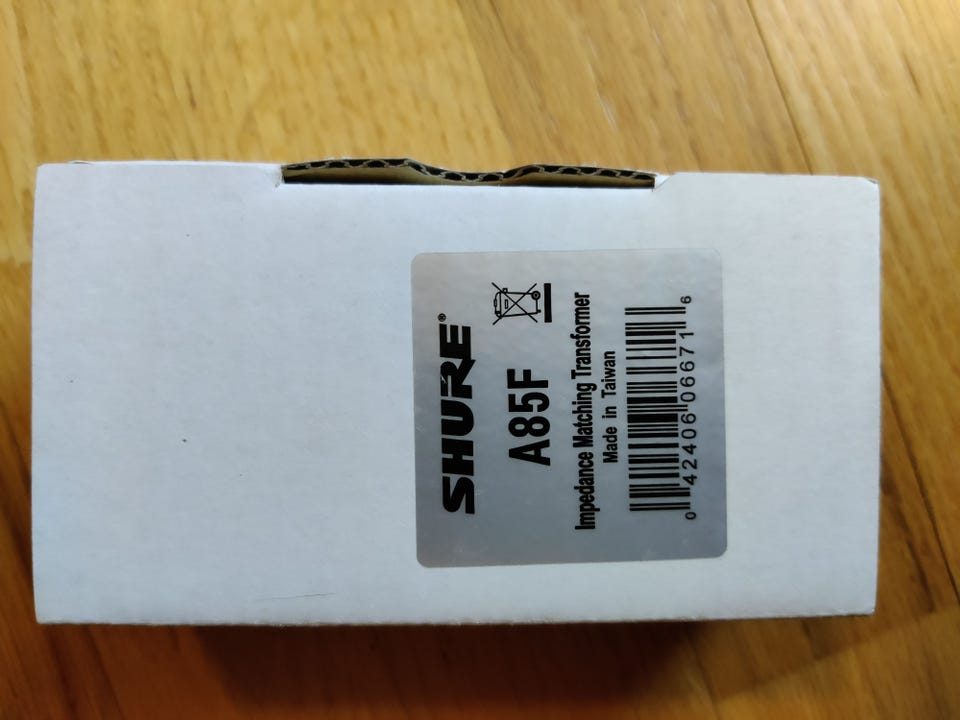 SHURE®
A85F
Impedance Matching Transformer
Made in Taiwan
0 42406 06671 6